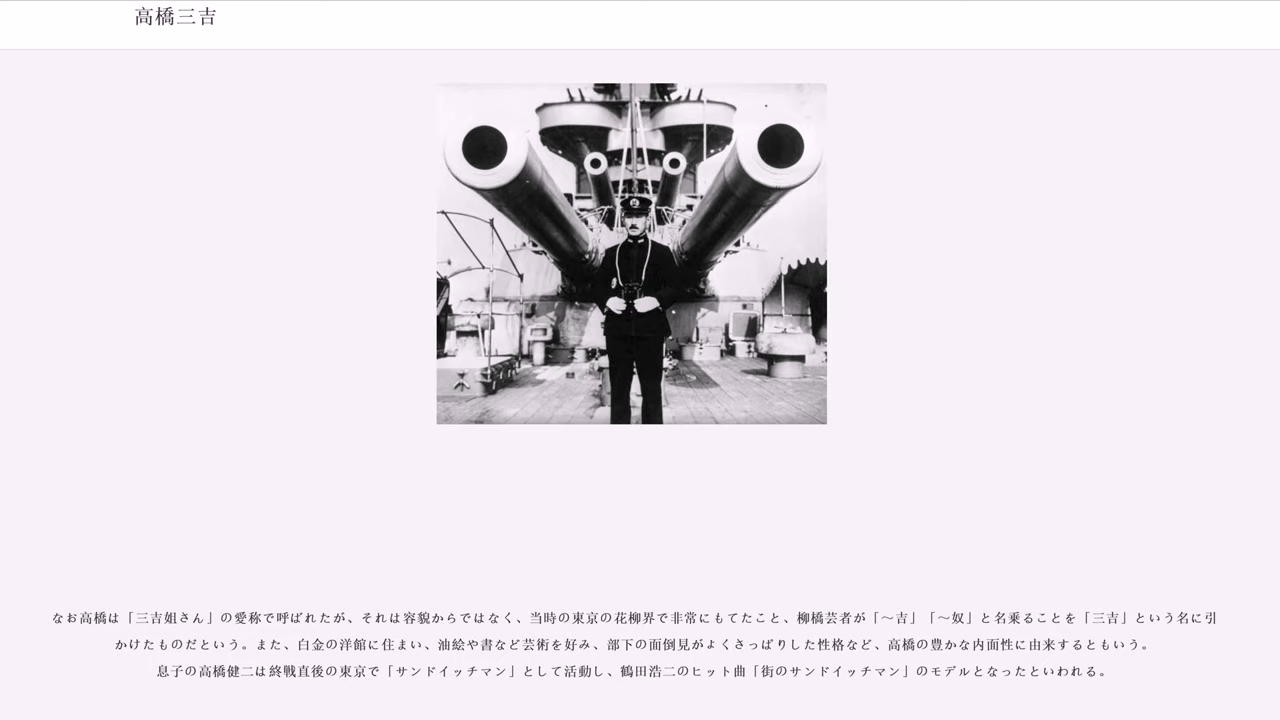 高橋三吉
なお高橋は「三吉姐さん」の愛称で呼ばれたが、それは容貌からではなく、当時の東京の花柳界で非常にもてたこと、柳橋芸者が「〜吉」「〜奴」と名乗ることを「三吉」という名に引
かけたものだという。また、白金の洋館に住まい、油絵や書など芸術を好み、部下の面倒見がよくさっぱりした性格など、高橋の豊かな内面性に由来するともいう。
息子の高橋健二は終戦直後の東京で「サンドイッチマン」として活動し、鶴田浩二のヒット曲「街のサンドイッチマン」のモデルとなったといわれる。